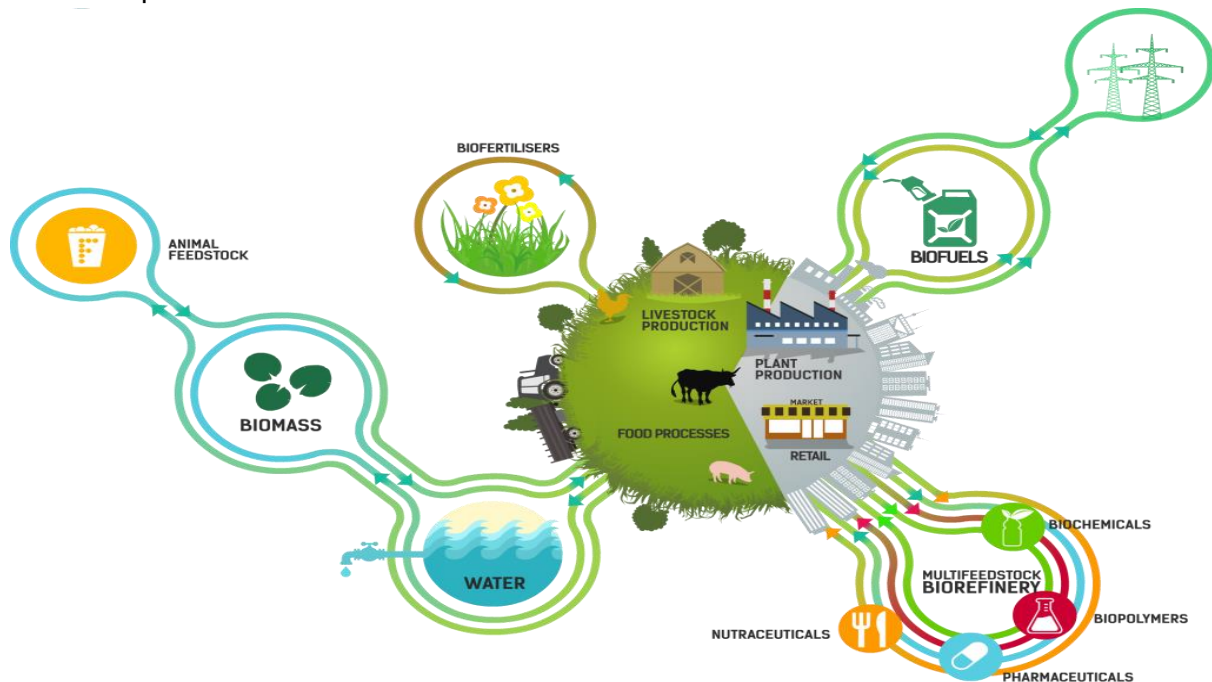 BIOFERTILISERS
ANIMAL
FEEDSTOCK
BIOFUELS
LIVESTOCK
PRODUCTION
PLANT
PRODUCTION
MARKET
BIOMASS
FOOD PROCESSES
RETAIL
WATER
BIOCHEMICALS
MULTIFEEDSTOCK
BIOREFINERY
BIOPOLYMERS
NUTRACEUTICALS
PHARMACEUTICALS